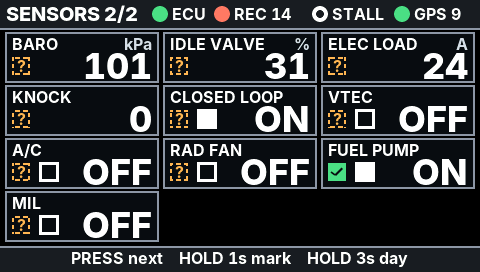 SENSORS 2/2 ECU REC 14 STALL GPS 9
BARO kPa IDLE VALVE % ELEC LOAD A
? 101 ? 31 ? 24
KNOCK CLOSED LOOP VTEC
? 0 ? ON ? OFF
A/C RAD FAN FUEL PUMP
? OFF ? OFF ON
MIL
? OFF
PRESS next HOLD 1s mark HOLD 3s day